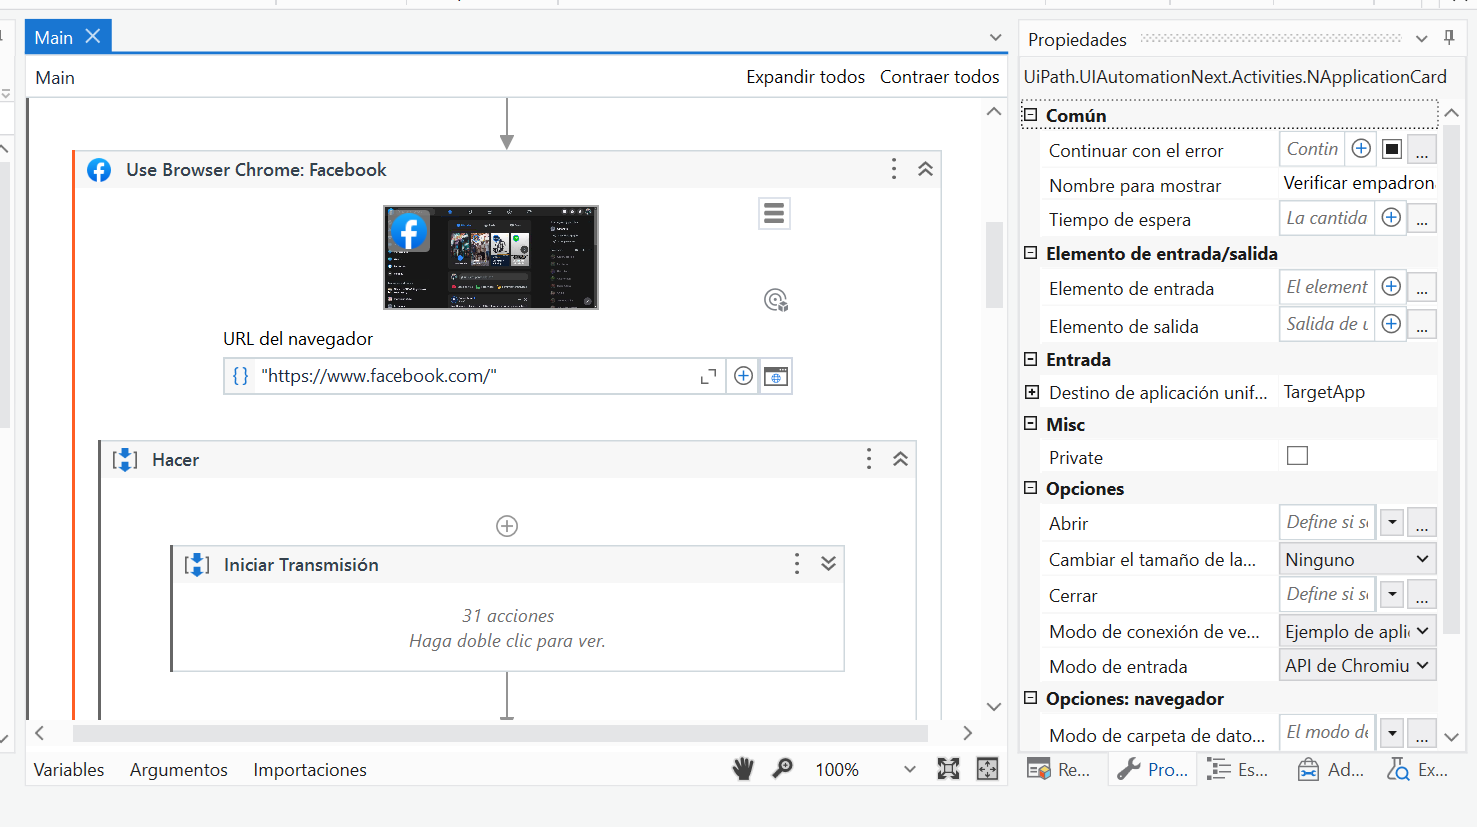 Main
Main
Expandir todos
Contraer todos
Use Browser Chrome: Facebook
URL del navegador
"https://www.facebook.com/"
Hacer
Iniciar Transmisión
31 acciones
Haga doble clic para ver.
Variables
Argumentos
Importaciones
100%
Propiedades
UiPath.UIAutomationNext.Activities.NApplicationCard
Común
Continuar con el error
Contin
...
Nombre para mostrar
Verificar empadron
Tiempo de espera
La cantida
...
Elemento de entrada/salida
Elemento de entrada
El element
...
Elemento de salida
Salida de u
...
Entrada
Destino de aplicación unif...
TargetApp
Misc
Private
Opciones
Abrir
Define si se
...
Cambiar el tamaño de la...
Ninguno
Cerrar
Define si se
...
Modo de conexión de ve...
Ejemplo de apli
Modo de entrada
API de Chromiu
Opciones: navegador
Modo de carpeta de dato...
El modo de
...
Re...
Pro...
Es...
Ad...
Ex...